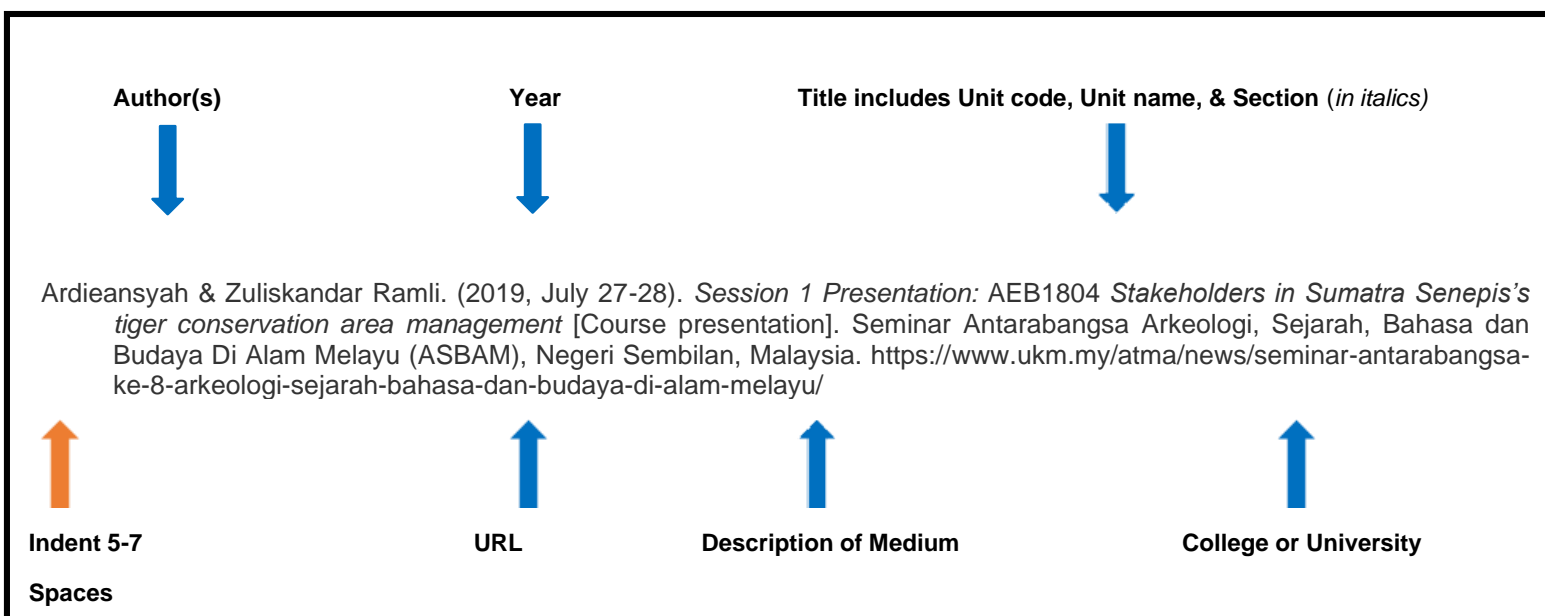 Author(s) Year Title includes Unit code, Unit name, & Section (in italics)
Ardieansyah & Zuliskandar Ramli. (2019, July 27-28). Session 1 Presentation: AEB1804 Stakeholders in Sumatra Senepis's
tiger conservation area management [Course presentation]. Seminar Antarabangsa Arkeologi, Sejarah, Bahasa dan
Budaya Di Alam Melayu (ASBAM), Negeri Sembilan, Malaysia. https://www.ukm.my/atma/news/seminar-antarabangsa-
ke-8-arkeologi-sejarah-bahasa-dan-budaya-di-alam-melayu/
Indent 5-7 URL Description of Medium College or University
Spaces